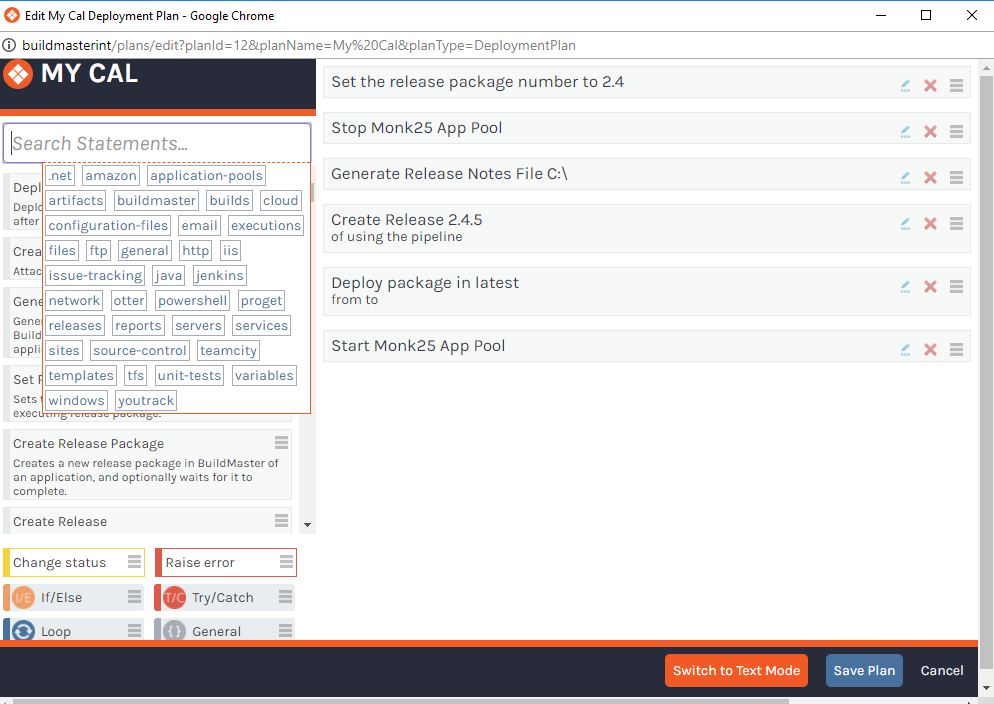 Edit My Cal Deployment Plan - Google Chrome
buildmasterint/plans/edit?planId=12&planName=My%20Cal&planType=DeploymentPlan
MY CAL
Search Statements...
.net amazon application-pools
artifacts buildmaster builds cloud
configuration-files email executions
files ftp general http iis
issue-tracking java jenkins
network otter powershell proget
releases reports servers services
sites source-control teamcity
templates tfs unit-tests variables
windows youtrack
Depl
Deplo
after
Crea
Attac
Gene
Gener
Build
applic
Set R
Sets t
executing release package.
Create Release Package
Creates a new release package in BuildMaster of
an application, and optionally waits for it to
complete.
Create Release
Change status
Raise error
I/E If/Else
T/C Try/Catch
Loop
{} General
Set the release package number to 2.4
Stop Monk25 App Pool
Generate Release Notes File C:\
Create Release 2.4.5
of using the pipeline
Deploy package in latest
from to
Start Monk25 App Pool
Switch to Text Mode
Save Plan
Cancel